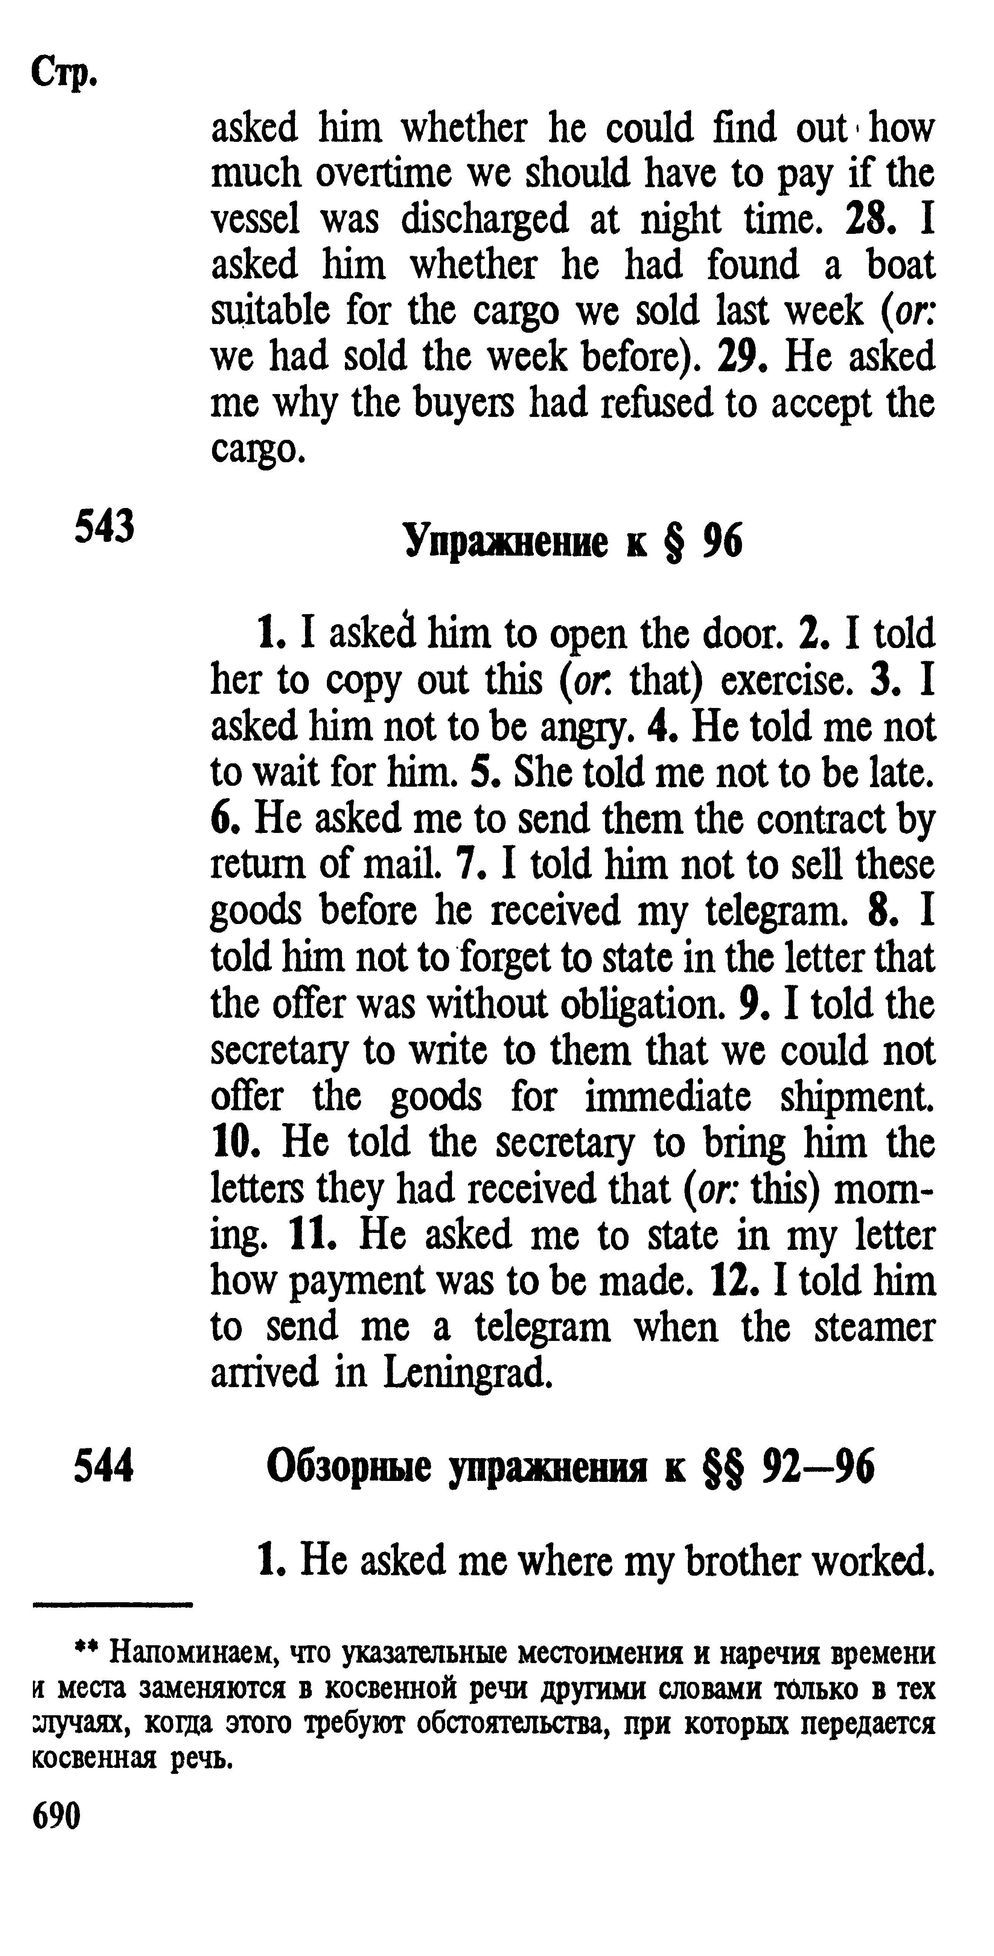 Стр.
asked him whether he could find out how
much overtime we should have to pay if the
vessel was discharged at night time. 28. I
asked him whether he had found a boat
suitable for the cargo we sold last week (or:
we had sold the week before). 29. He asked
me why the buyers had refused to accept the
cargo.
543 Упражнение к § 96
1. I asked him to open the door. 2. I told
her to copy out this (or: that) exercise. 3. I
asked him not to be angry. 4. He told me not
to wait for him. 5. She told me not to be late.
6. He asked me to send them the contract by
return of mail. 7. I told him not to sell these
goods before he received my telegram. 8. I
told him not to forget to state in the letter that
the offer was without obligation. 9. I told the
secretary to write to them that we could not
offer the goods for immediate shipment.
10. He told the secretary to bring him the
letters they had received that (or: this) morn-
ing. 11. He asked me to state in my letter
how payment was to be made. 12. I told him
to send me a telegram when the steamer
arrived in Leningrad.
544 Обзорные упражнения к §§ 92—96
1. He asked me where my brother worked.
** Напоминаем, что указательные местоимения и наречия времени
и места заменяются в косвенной речи другими словами только в тех
случаях, когда этого требуют обстоятельства, при которых передается
косвенная речь.
690